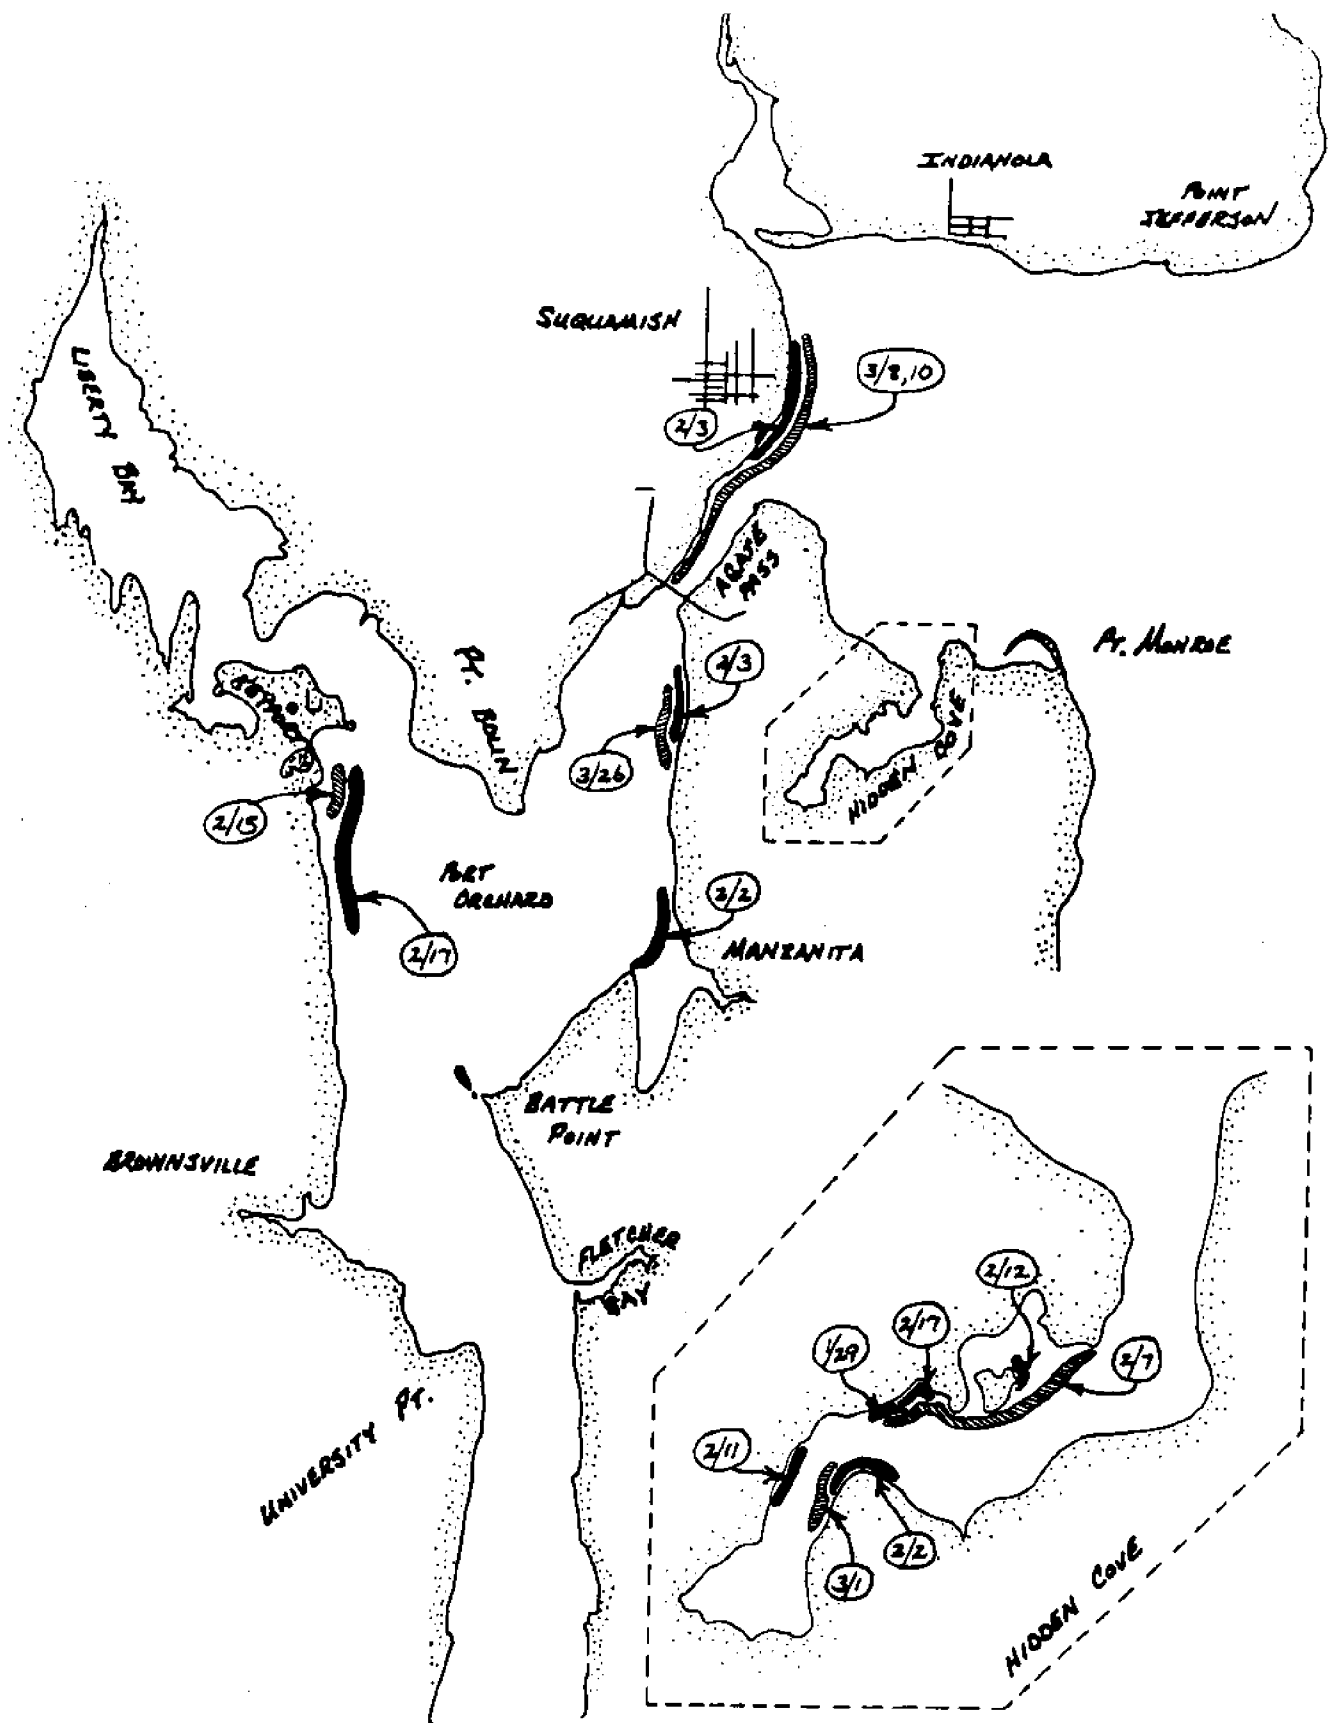 INDIANOLA
POINT
JEFFERSON
SUQUAMISH
3/8,10
2/3
LIBERTY
BAY
AGATE
PASS
PT. MONROE
2/3
PT. BOLIN
3/26
HIDDEN COVE
2/15
PORT
ORCHARD
2/2
2/17
MANZANITA
BATTLE
POINT
BROWNSVILLE
FLETCHER
BAY
2/12
2/17
1/29
2/7
UNIVERSITY PT.
2/11
2/2
3/1
HIDDEN COVE